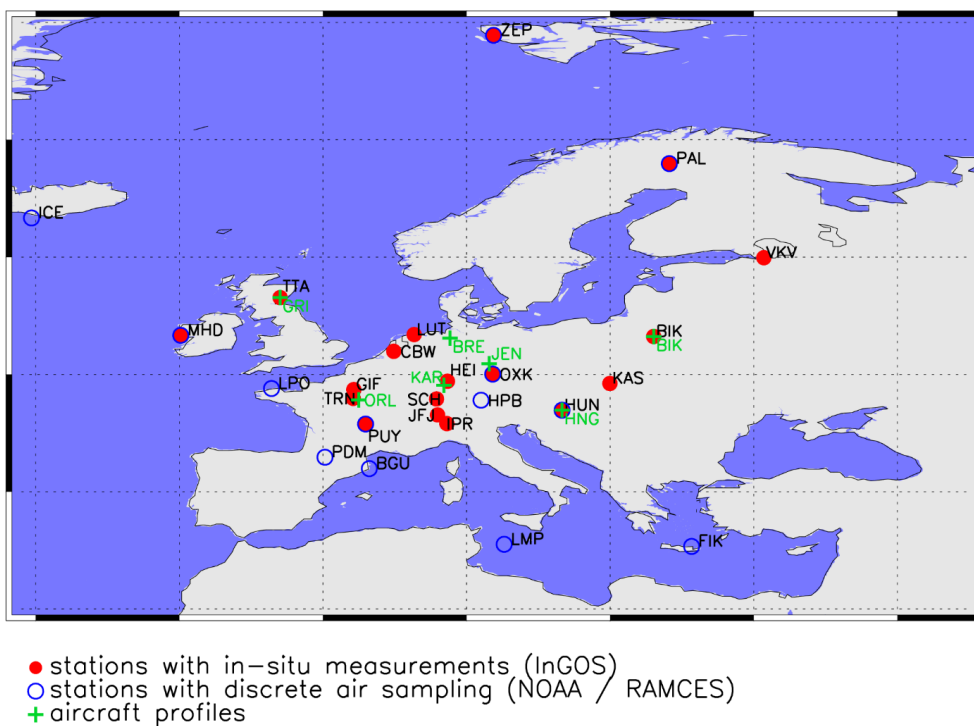 ZEP
PAL
ICE
VKV
TTA
GRI
MHD
LUT
BRE
BIK
BIK
CBW
JEN
HEI
OXK
KAR
KAS
LPO
GIF
TRN
ORL
SCH
HPB
JFJ
HUN
HNG
IPR
PUY
PDM
BGU
LMP
FIK
stations with in-situ measurements (InGOS)
stations with discrete air sampling (NOAA / RAMCES)
aircraft profiles